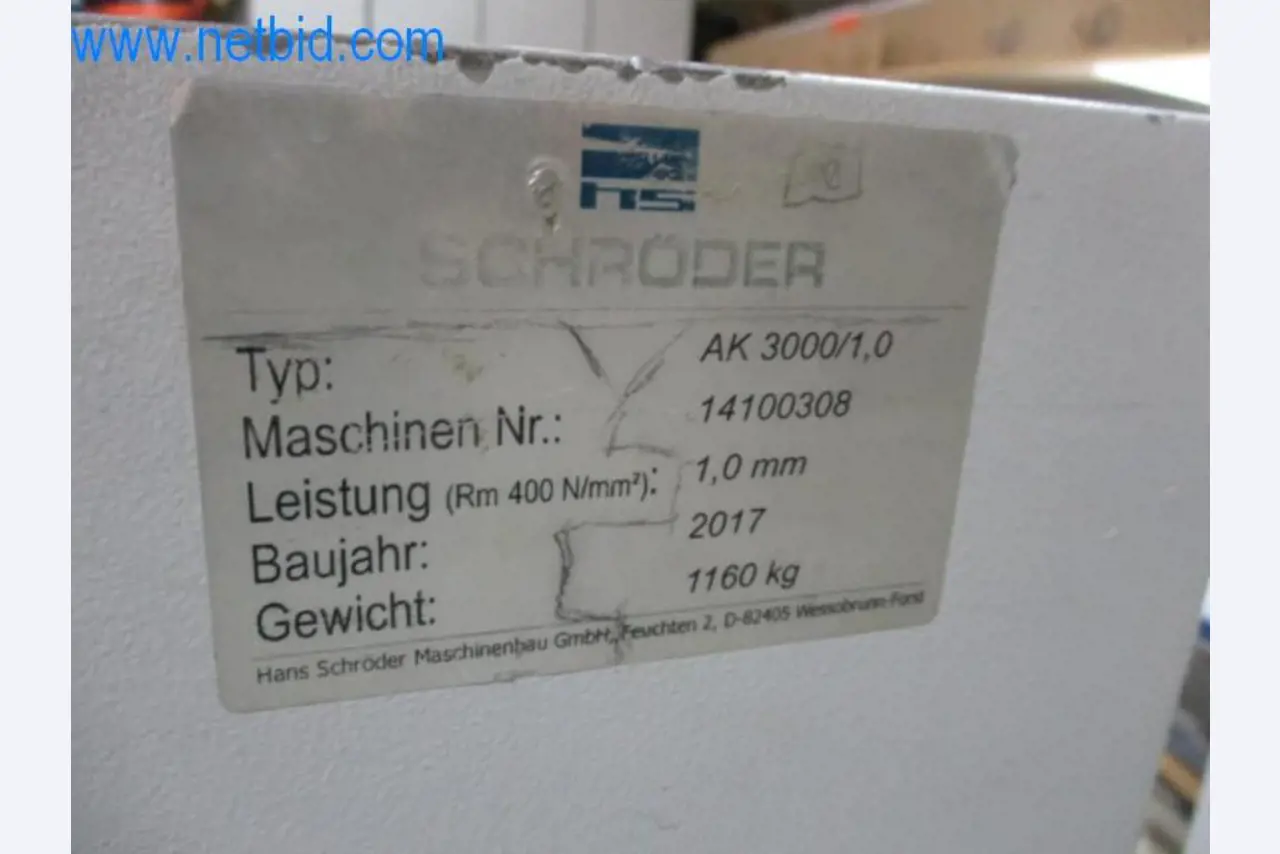 www.netbid.com
hs
SCHRÖDER
Typ: AK 3000/1,0
Maschinen Nr.: 14100308
Leistung (Rm 400 N/mm²): 1,0 mm
Baujahr: 2017
Gewicht: 1160 kg
Hans Schröder Maschinenbau GmbH, Feuchten 2, D-82405 Wessobrunn-Forst